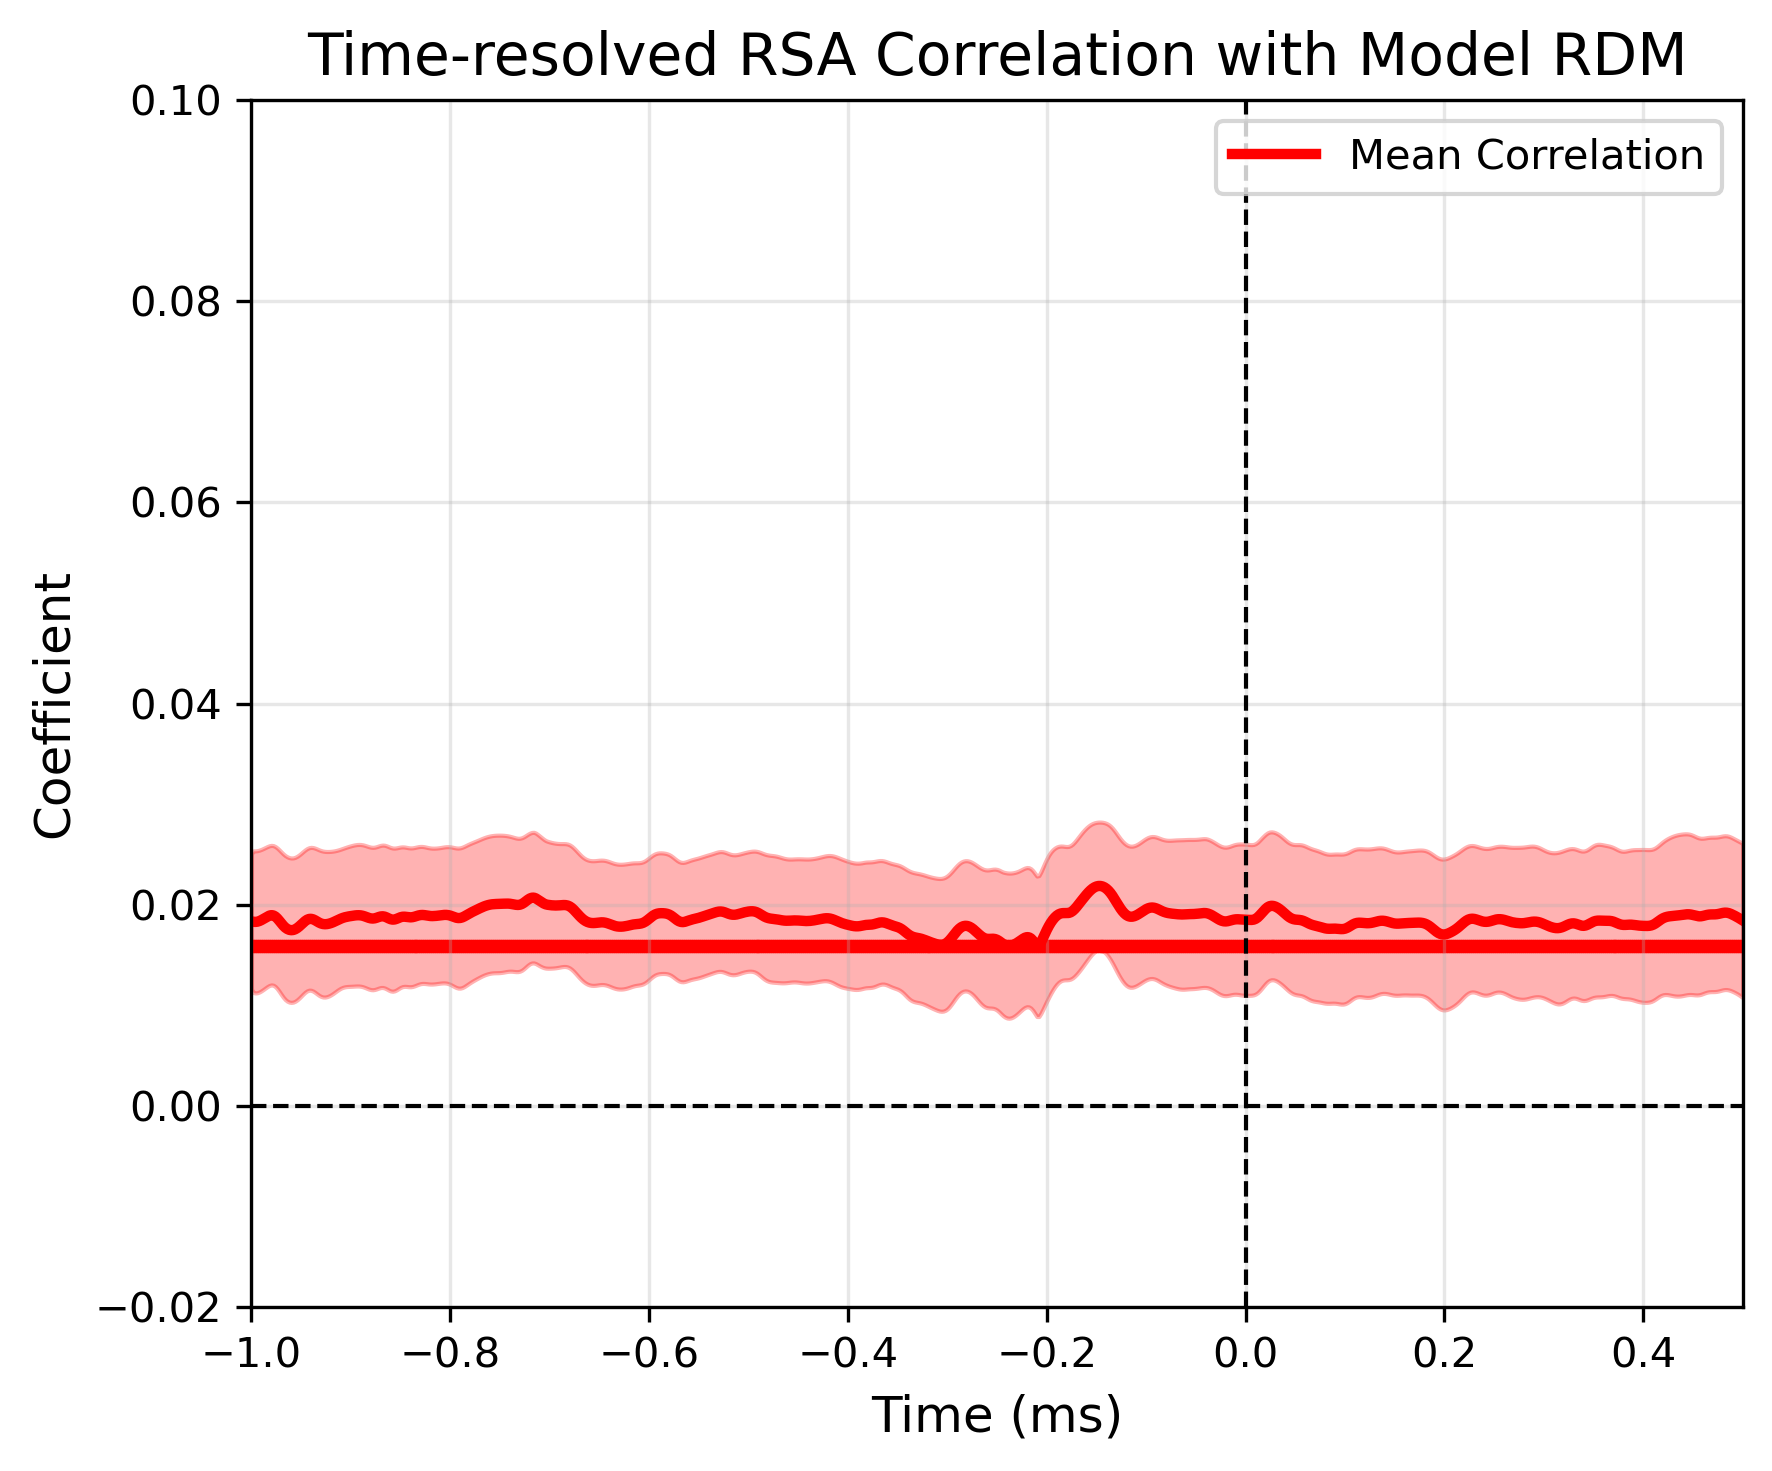 Time-resolved RSA Correlation with Model RDM
Mean Correlation
Coefficient
0.10
0.08
0.06
0.04
0.02
0.00
−0.02
−1.0 −0.8 −0.6 −0.4 −0.2 0.0 0.2 0.4
Time (ms)